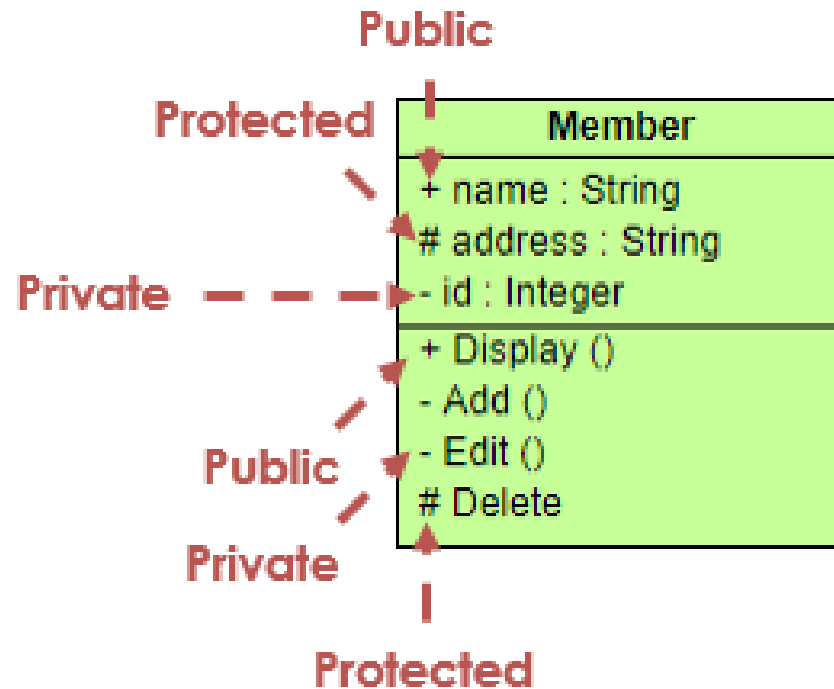 Public
Protected
Member
+ name : String
# address : String
Private
- id : Integer
+ Display ()
- Add ()
Public
- Edit ()
# Delete
Private
Protected